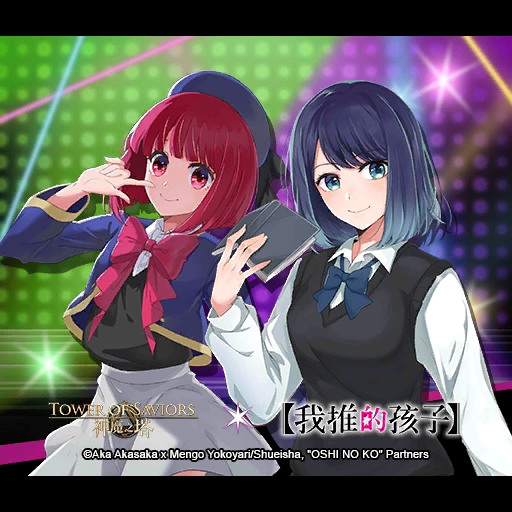 TOWER OF SAVIORS
神魔之塔
【我推的孩子】
©Aka Akasaka x Mengo Yokoyari/Shueisha, "OSHI NO KO" Partners